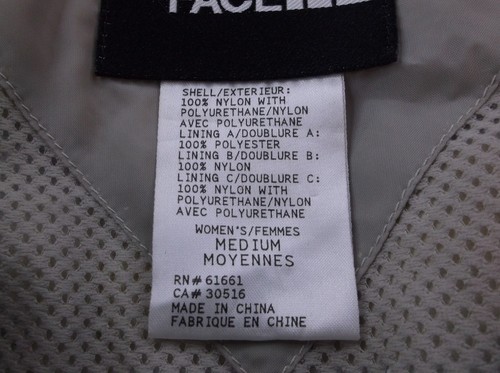 FACE
SHELL/EXTERIEUR:
100% NYLON WITH
POLYURETHANE/NYLON
AVEC POLYURETHANE
LINING A/DOUBLURE A:
100% POLYESTER
LINING B/DOUBLURE B:
100% NYLON
LINING C/DOUBLURE C:
100% NYLON WITH
POLYURETHANE/NYLON
AVEC POLYURETHANE
WOMEN'S/FEMMES
MEDIUM
MOYENNES
RN# 61661
CA# 30516
MADE IN CHINA
FABRIQUE EN CHINE